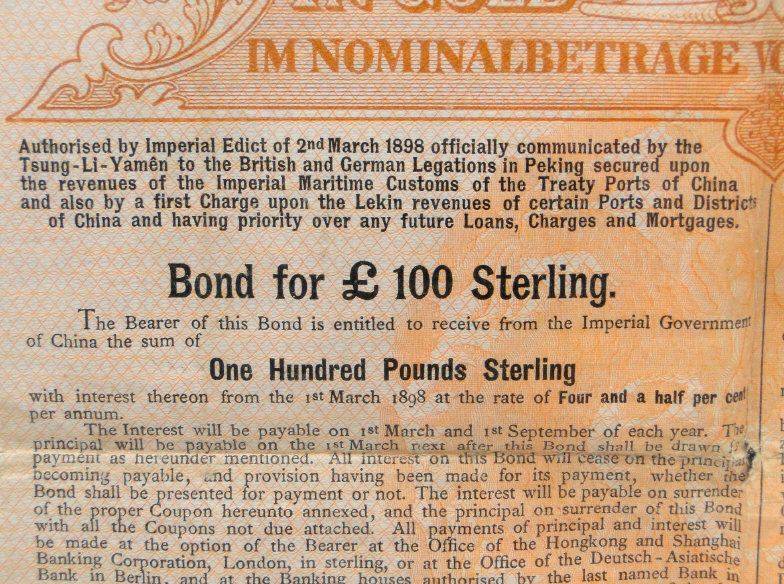 IN GOLD
IM NOMINALBETRAGE
Authorised by Imperial Edict of 2nd March 1898 officially communicated by the
Tsung-Li-Yamên to the British and German Legations in Peking secured upon
the revenues of the Imperial Maritime Customs of the Treaty Ports of China
and also by a first Charge upon the Lekin revenues of certain Ports and Districts
of China and having priority over any future Loans, Charges and Mortgages.
Bond for £ 100 Sterling.
The Bearer of this Bond is entitled to receive from the Imperial Government
of China the sum of
One Hundred Pounds Sterling
with interest thereon from the 1st March 1898 at the rate of Four and a half per cent
per annum.
The Interest will be payable on 1st March and 1st September of each year. The
principal will be payable on the 1st March next after this Bond shall be drawn for
payment as hereunder mentioned. All interest on this Bond will cease on the principal
becoming payable, and provision having been made for its payment, whether the
Bond shall be presented for payment or not. The interest will be payable on surrender
of the proper Coupon hereunto annexed, and the principal on surrender of this Bond
with all the Coupons not due attached. All payments of principal and interest will
be made at the option of the Bearer at the Office of the Hongkong and Shanghai
Banking Corporation, London, in sterling, or at the Office of the Deutsch-Asiatische
Bank in Berlin, and at the Banking houses authorised by the last named Bank in